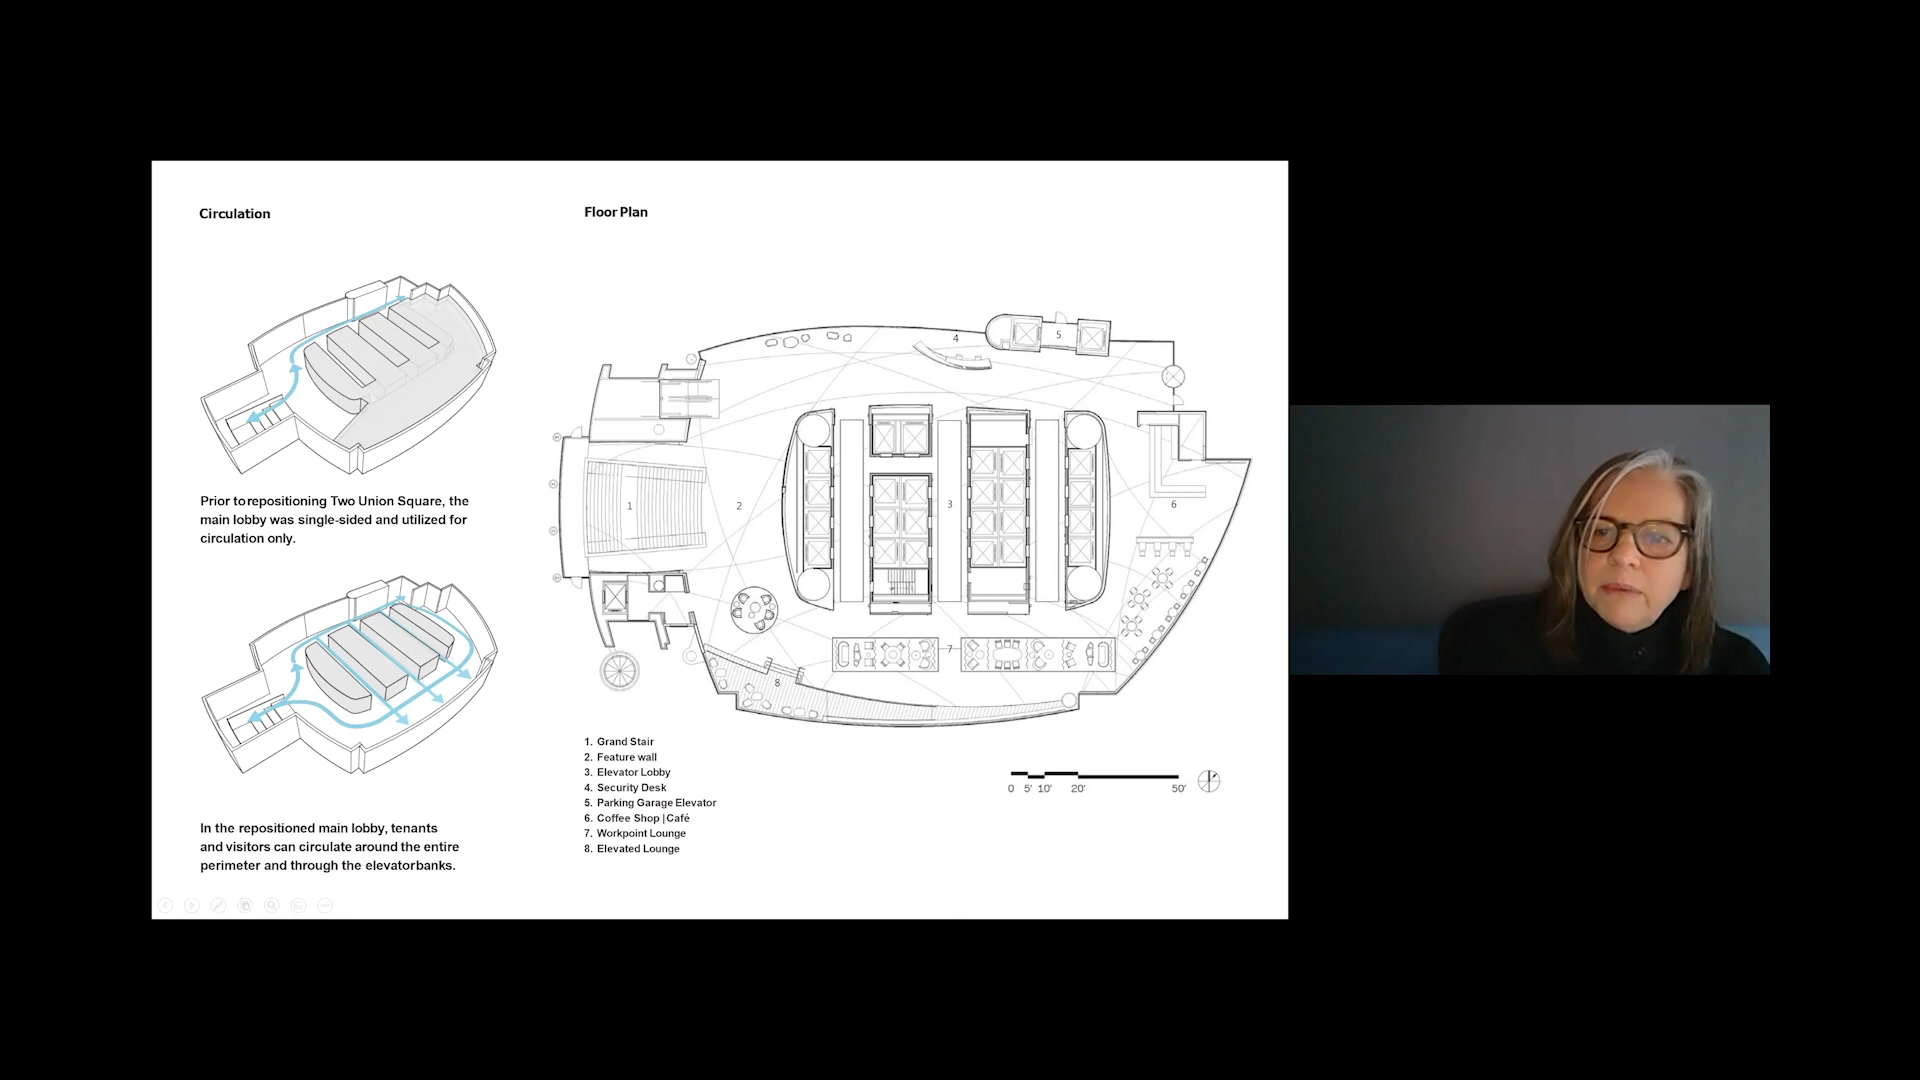 Circulation
Prior to repositioning Two Union Square, the
main lobby was single-sided and utilized for
circulation only.
In the repositioned main lobby, tenants
and visitors can circulate around the entire
perimeter and through the elevatorbanks.
Floor Plan
4
5
1
2
3
6
7
8
1. Grand Stair
2. Feature wall
3. Elevator Lobby
4. Security Desk
5. Parking Garage Elevator
6. Coffee Shop | Café
7. Workpoint Lounge
8. Elevated Lounge
0 5' 10' 20' 50'